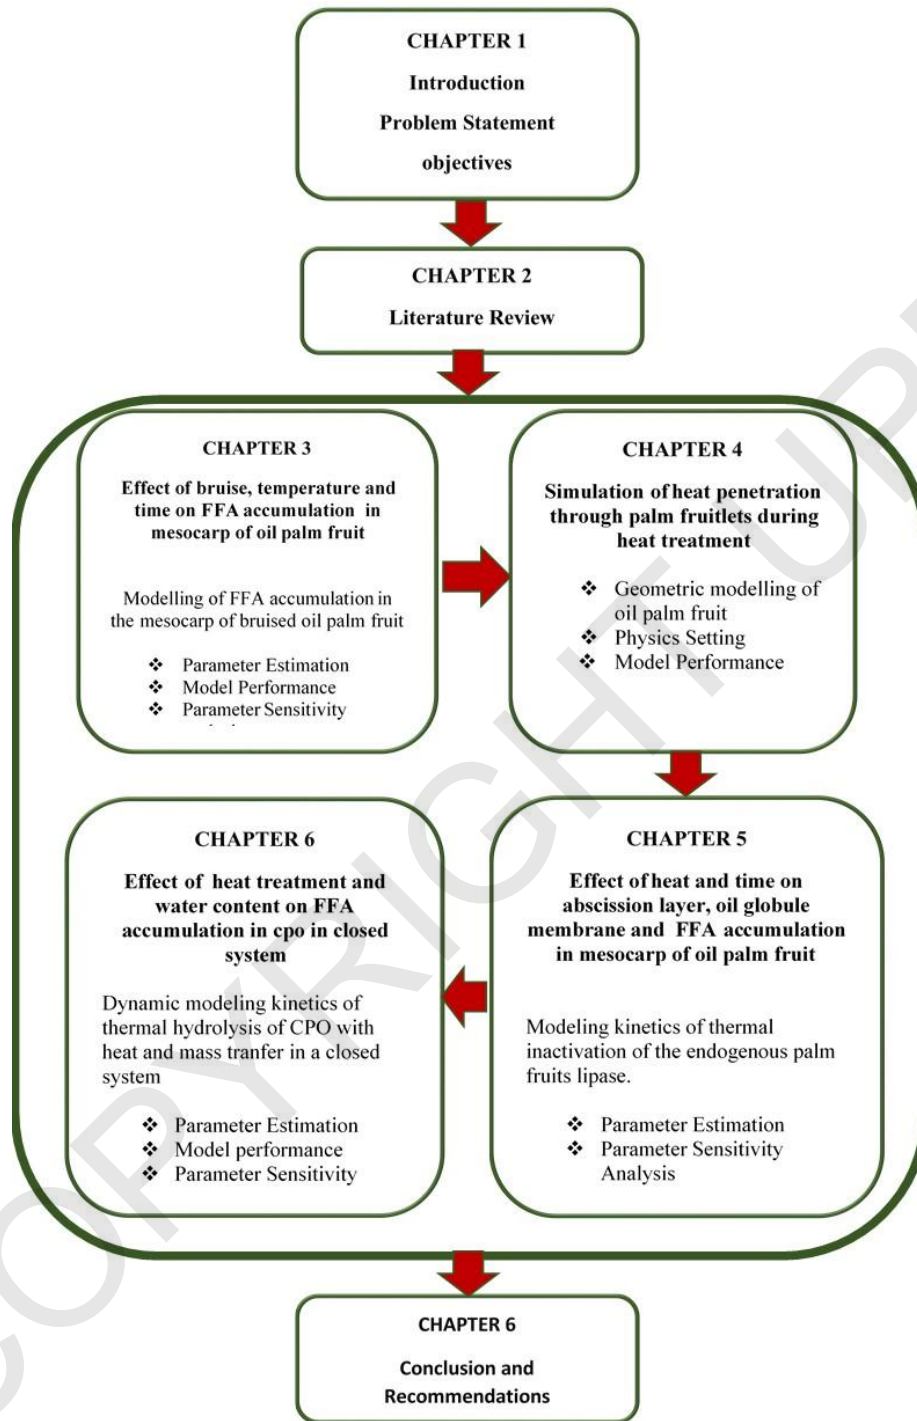 CHAPTER 1
Introduction
Problem Statement
objectives
CHAPTER 2
Literature Review
CHAPTER 3
Effect of bruise, temperature and
time on FFA accumulation in
mesocarp of oil palm fruit
Modelling of FFA accumulation in
the mesocarp of bruised oil palm fruit
❖ Parameter Estimation
❖ Model Performance
❖ Parameter Sensitivity
CHAPTER 4
Simulation of heat penetration
through palm fruitlets during
heat treatment
❖ Geometric modelling of
oil palm fruit
❖ Physics Setting
❖ Model Performance
CHAPTER 5
Effect of heat and time on
abscission layer, oil globule
membrane and FFA accumulation
in mesocarp of oil palm fruit
Modeling kinetics of thermal
inactivation of the endogenous palm
fruits lipase.
❖ Parameter Estimation
❖ Parameter Sensitivity
Analysis
CHAPTER 6
Effect of heat treatment and
water content on FFA
accumulation in cpo in closed
system
Dynamic modeling kinetics of
thermal hydrolysis of CPO with
heat and mass tranfer in a closed
system
❖ Parameter Estimation
❖ Model performance
❖ Parameter Sensitivity
CHAPTER 6
Conclusion and
Recommendations
COPYRIGHT UP